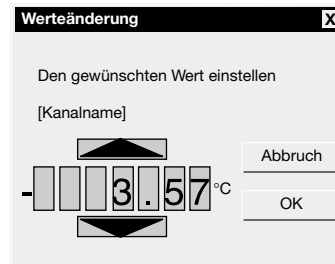 Werteänderung X
Den gewünschten Wert einstellen
[Kanalname]
Abbruch
- 3.57 °C
OK